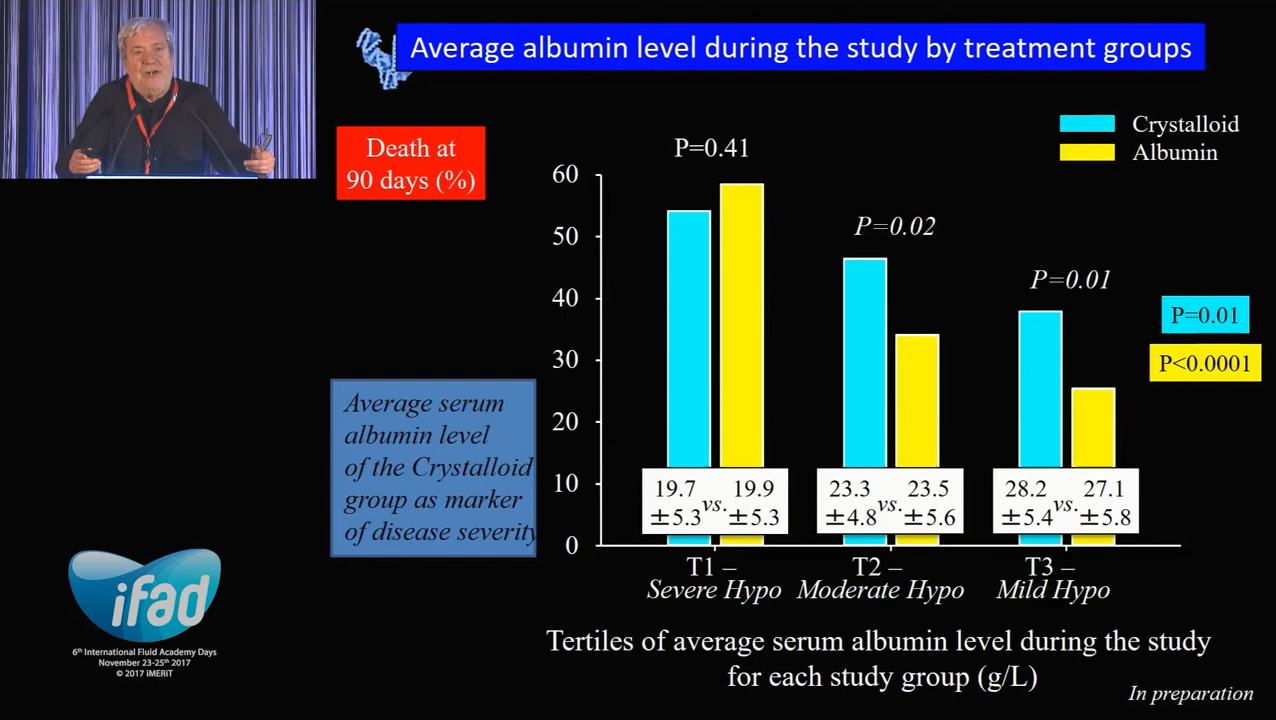 Average albumin level during the study by treatment groups
Crystalloid
Albumin
Death at
90 days (%)
P=0.41
P=0.02
P=0.01
P=0.01
P<0.0001
60
50
40
30
20
10
0
Average serum
albumin level
of the Crystalloid
group as marker
of disease severity
19.7 vs. 19.9
±5.3 ±5.3
23.3 vs. 23.5
±4.8 ±5.6
28.2 vs. 27.1
±5.4 ±5.8
T1 –
Severe Hypo
T2 –
Moderate Hypo
T3 –
Mild Hypo
Tertiles of average serum albumin level during the study
for each study group (g/L)
In preparation
ifad
6th International Fluid Academy Days
November 23-25th 2017
© 2017 iMERiT